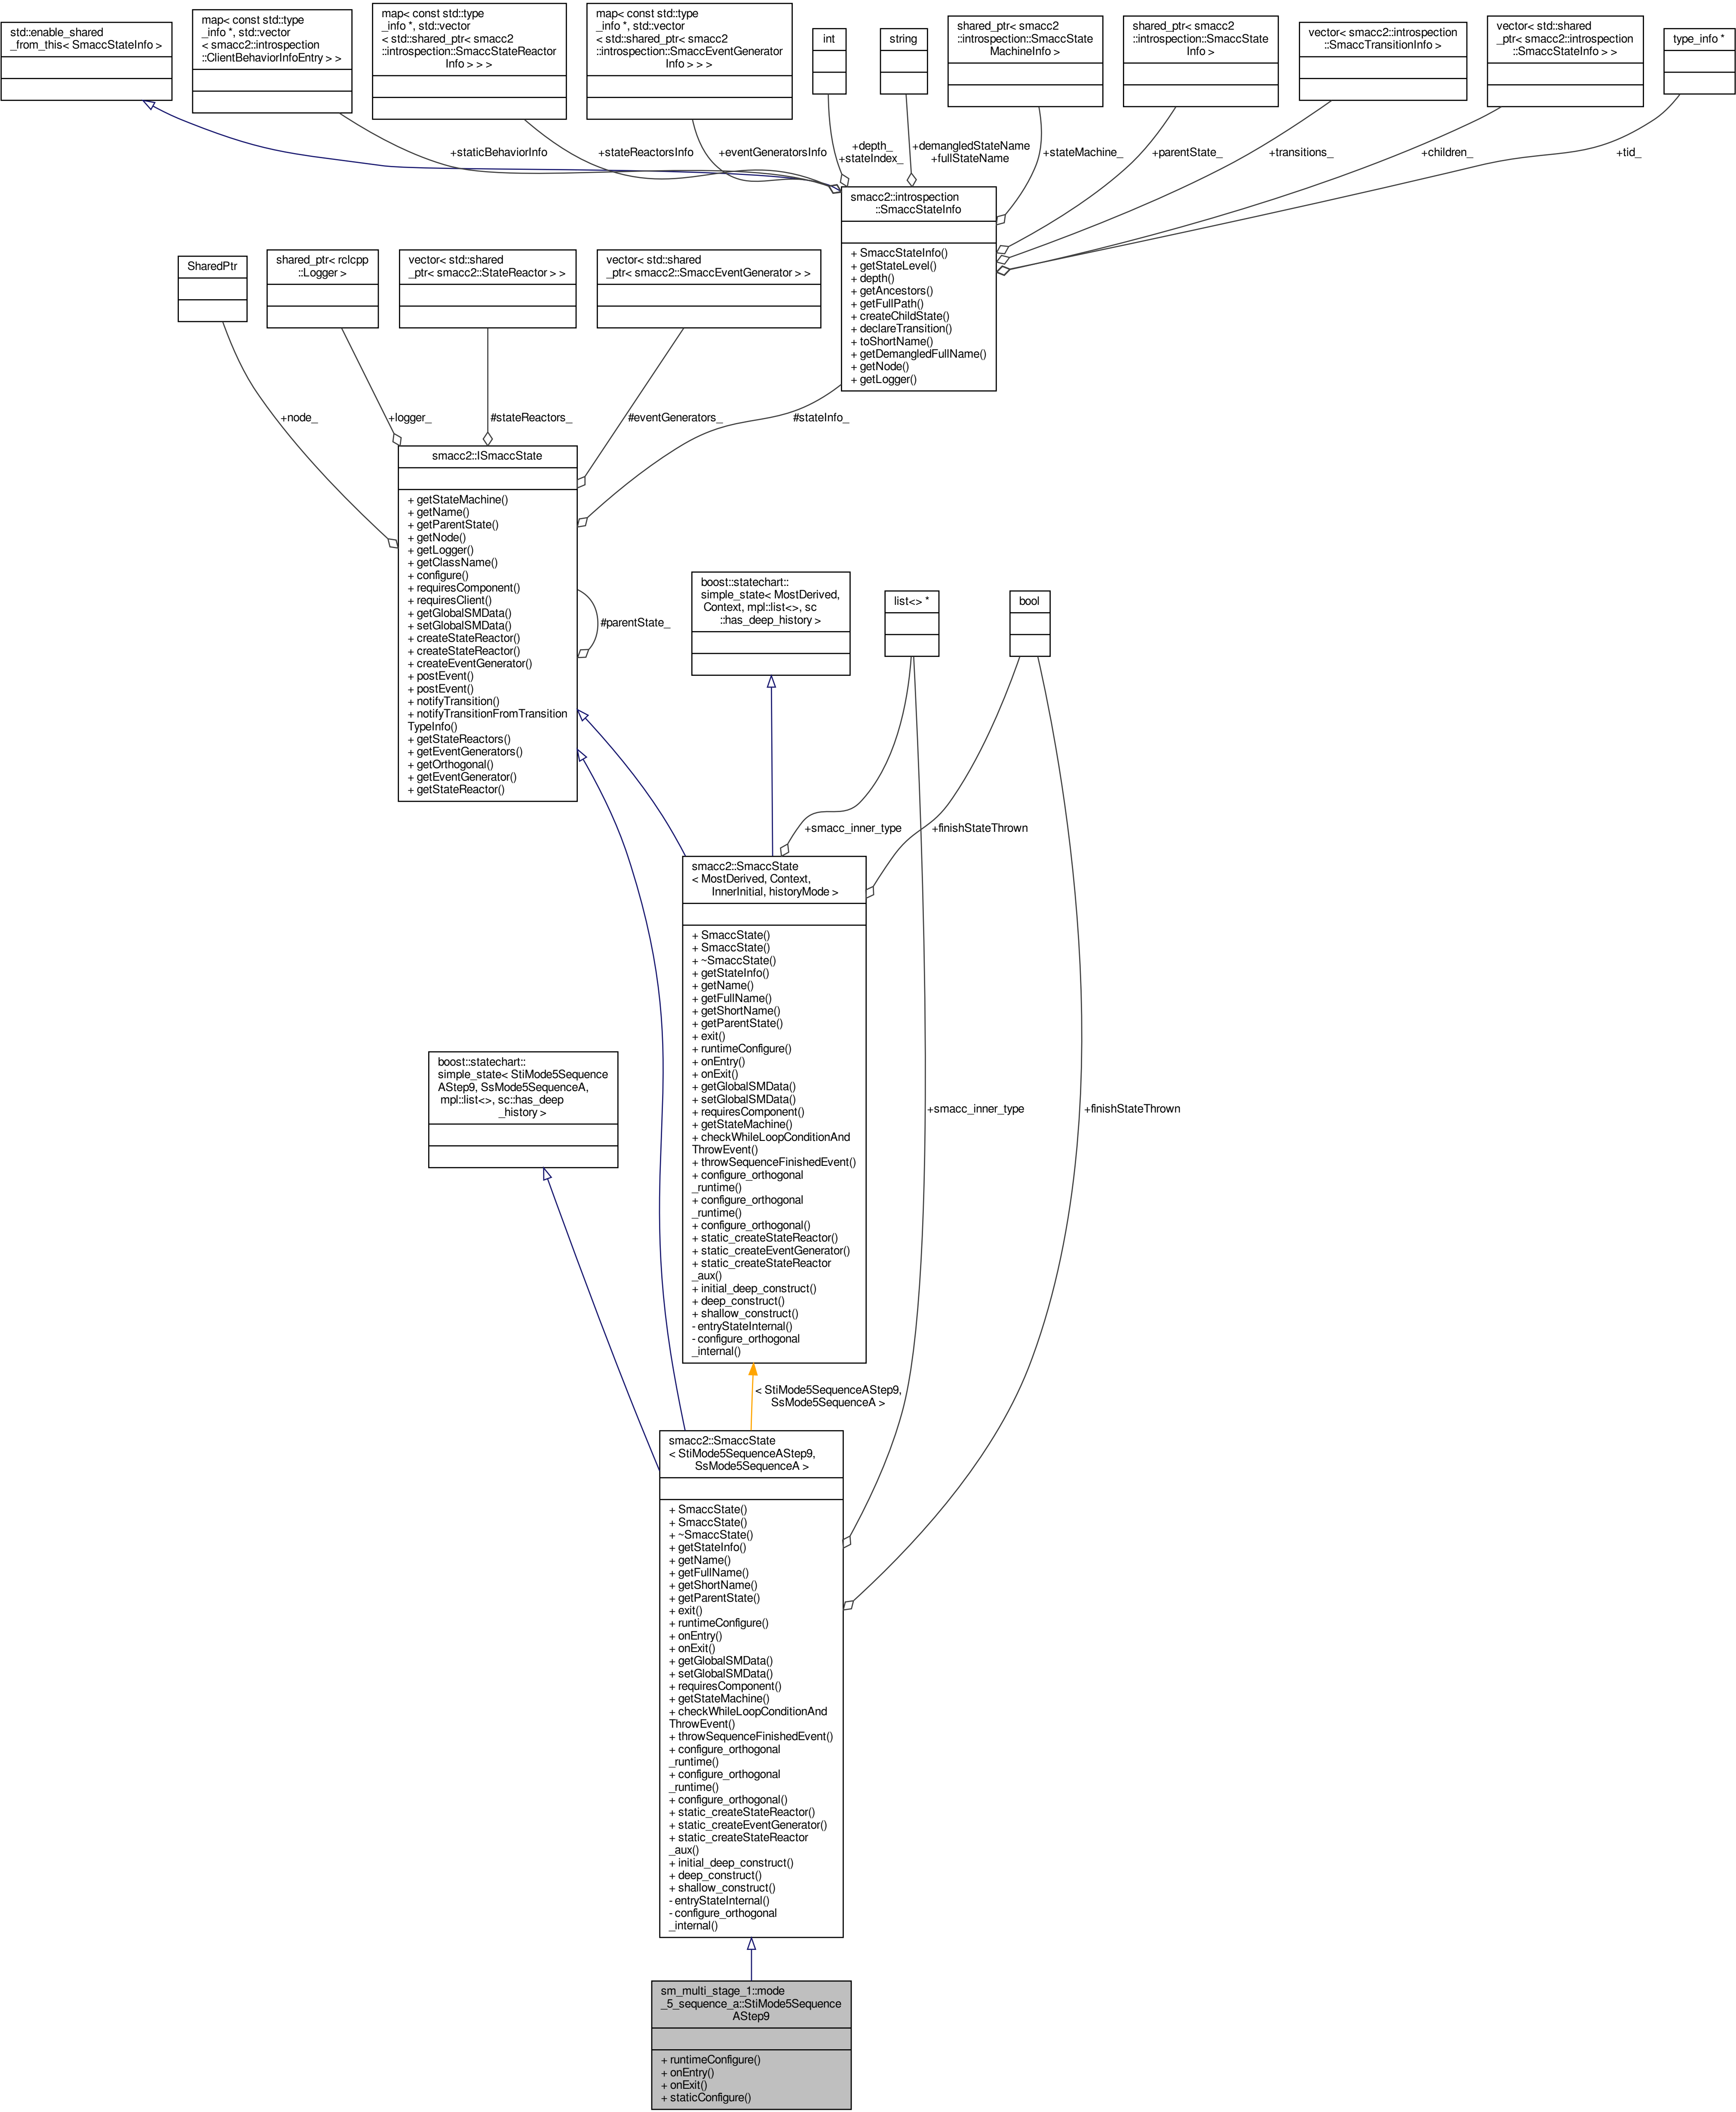 std::enable_shared
_from_this< SmaccStateInfo >
map< const std::type
_info *, std::vector
< smacc2::introspection
::ClientBehaviorInfoEntry > >
map< const std::type
_info *, std::vector
< std::shared_ptr< smacc2
::introspection::SmaccStateReactor
Info > > >
map< const std::type
_info *, std::vector
< std::shared_ptr< smacc2
::introspection::SmaccEventGenerator
Info > > >
int
string
shared_ptr< smacc2
::introspection::SmaccState
MachineInfo >
shared_ptr< smacc2
::introspection::SmaccState
Info >
vector< smacc2::introspection
::SmaccTransitionInfo >
vector< std::shared
_ptr< smacc2::introspection
::SmaccStateInfo > >
type_info *
+staticBehaviorInfo
+stateReactorsInfo
+eventGeneratorsInfo
+depth_
+stateIndex_
+demangledStateName
+fullStateName
+stateMachine_
+parentState_
+transitions_
+children_
+tid_
smacc2::introspection
::SmaccStateInfo
+ SmaccStateInfo()
+ getStateLevel()
+ depth()
+ getAncestors()
+ getFullPath()
+ createChildState()
+ declareTransition()
+ toShortName()
+ getDemangledFullName()
+ getNode()
+ getLogger()
SharedPtr
shared_ptr< rclcpp
::Logger >
vector< std::shared
_ptr< smacc2::StateReactor > >
vector< std::shared
_ptr< smacc2::SmaccEventGenerator > >
+node_
+logger_
#stateReactors_
#eventGenerators_
#stateInfo_
smacc2::ISmaccState
+ getStateMachine()
+ getName()
+ getParentState()
+ getNode()
+ getLogger()
+ getClassName()
+ configure()
+ requiresComponent()
+ requiresClient()
+ getGlobalSMData()
+ setGlobalSMData()
+ createStateReactor()
+ createStateReactor()
+ createEventGenerator()
+ postEvent()
+ postEvent()
+ notifyTransition()
+ notifyTransitionFromTransition
TypeInfo()
+ getStateReactors()
+ getEventGenerators()
+ getOrthogonal()
+ getEventGenerator()
+ getStateReactor()
#parentState_
boost::statechart::
simple_state< MostDerived,
Context, mpl::list<>, sc
::has_deep_history >
list<> *
bool
+smacc_inner_type
+finishStateThrown
smacc2::SmaccState
< MostDerived, Context,
InnerInitial, historyMode >
+ SmaccState()
+ SmaccState()
+ ~SmaccState()
+ getStateInfo()
+ getName()
+ getFullName()
+ getShortName()
+ getParentState()
+ exit()
+ runtimeConfigure()
+ onEntry()
+ onExit()
+ getGlobalSMData()
+ setGlobalSMData()
+ requiresComponent()
+ getStateMachine()
+ checkWhileLoopConditionAnd
ThrowEvent()
+ throwSequenceFinishedEvent()
+ configure_orthogonal
_runtime()
+ configure_orthogonal
_runtime()
+ configure_orthogonal()
+ static_createStateReactor()
+ static_createEventGenerator()
+ static_createStateReactor
_aux()
+ initial_deep_construct()
+ deep_construct()
+ shallow_construct()
- entryStateInternal()
- configure_orthogonal
_internal()
boost::statechart::
simple_state< StiMode5Sequence
AStep9, SsMode5SequenceA,
mpl::list<>, sc::has_deep
_history >
+smacc_inner_type
+finishStateThrown
< StiMode5SequenceAStep9,
SsMode5SequenceA >
smacc2::SmaccState
< StiMode5SequenceAStep9,
SsMode5SequenceA >
+ SmaccState()
+ SmaccState()
+ ~SmaccState()
+ getStateInfo()
+ getName()
+ getFullName()
+ getShortName()
+ getParentState()
+ exit()
+ runtimeConfigure()
+ onEntry()
+ onExit()
+ getGlobalSMData()
+ setGlobalSMData()
+ requiresComponent()
+ getStateMachine()
+ checkWhileLoopConditionAnd
ThrowEvent()
+ throwSequenceFinishedEvent()
+ configure_orthogonal
_runtime()
+ configure_orthogonal
_runtime()
+ configure_orthogonal()
+ static_createStateReactor()
+ static_createEventGenerator()
+ static_createStateReactor
_aux()
+ initial_deep_construct()
+ deep_construct()
+ shallow_construct()
- entryStateInternal()
- configure_orthogonal
_internal()
sm_multi_stage_1::mode
_5_sequence_a::StiMode5Sequence
AStep9
+ runtimeConfigure()
+ onEntry()
+ onExit()
+ staticConfigure()